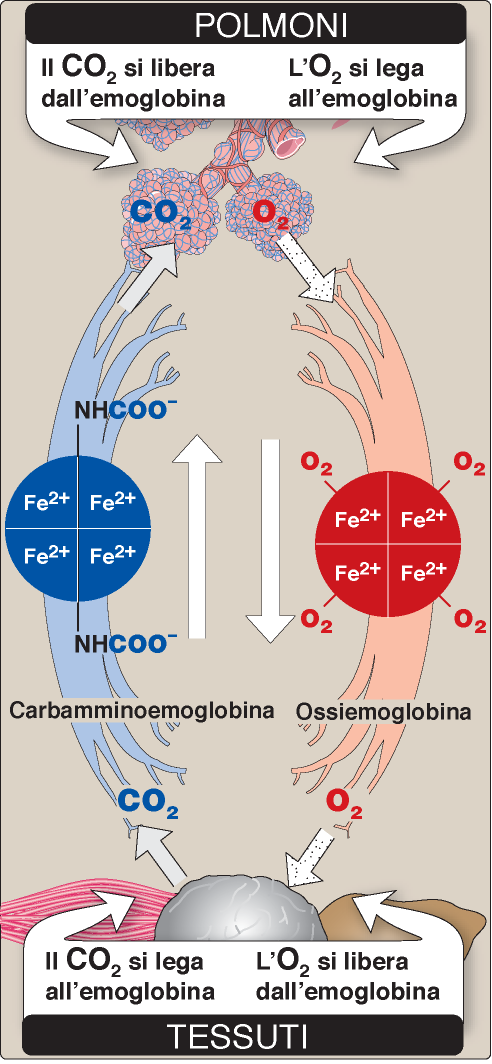 POLMONI
Il CO₂ si libera
dall'emoglobina
L'O₂ si lega
all'emoglobina
CO₂
O₂
NHCOO⁻
O₂
O₂
Fe²⁺
Fe²⁺
Fe²⁺
Fe²⁺
Fe²⁺
Fe²⁺
Fe²⁺
Fe²⁺
O₂
O₂
NHCOO⁻
Carbamminoemoglobina
Ossiemoglobina
CO₂
O₂
Il CO₂ si lega
all'emoglobina
L'O₂ si libera
dall'emoglobina
TESSUTI